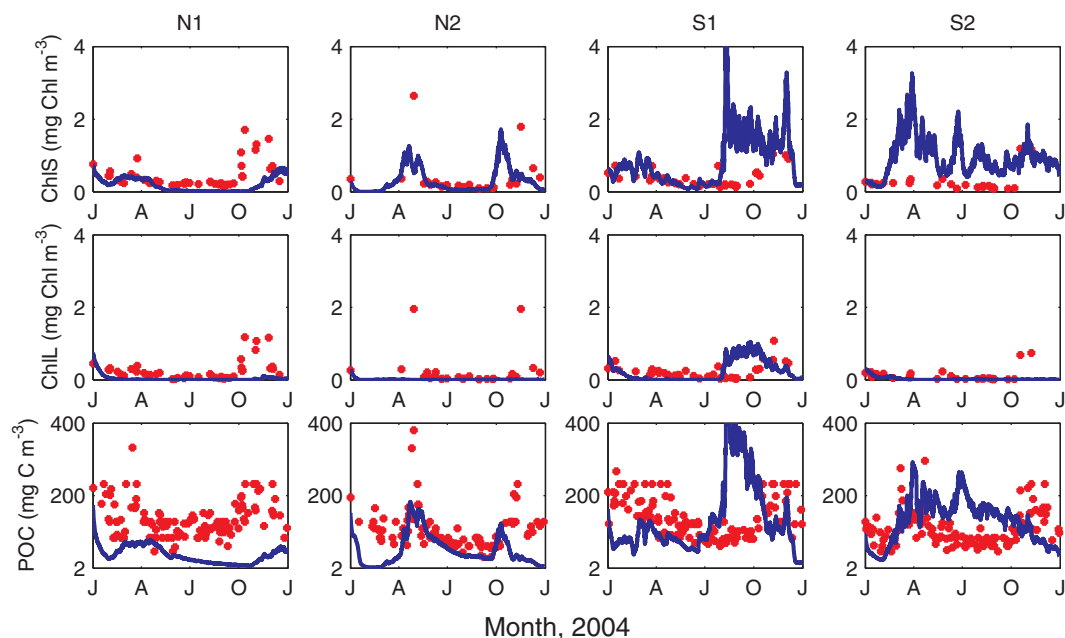 N1 N2 S1 S2
ChlS (mg Chl m-3)
4 4 4 4
2 2 2 2
0 0 0 0
J A J O J J A J O J J A J O J J A J O J
ChlL (mg Chl m-3)
4 4 4 4
2 2 2 2
0 0 0 0
J A J O J J A J O J J A J O J J A J O J
POC (mg C m-3)
400 400 400 400
200 200 200 200
2 2 2 2
J A J O J J A J O J J A J O J J A J O J
Month, 2004